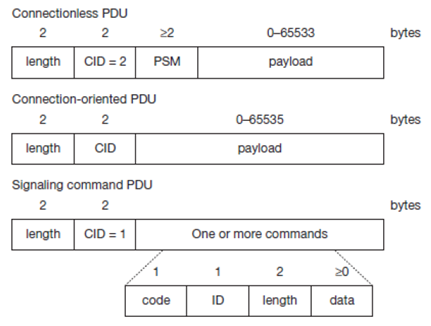 Connectionless PDU
2 2 ≥2 0–65533 bytes
length CID = 2 PSM payload
Connection-oriented PDU
2 2 0–65535 bytes
length CID payload
Signaling command PDU
2 2 bytes
length CID = 1 One or more commands
1 1 2 ≥0
code ID length data